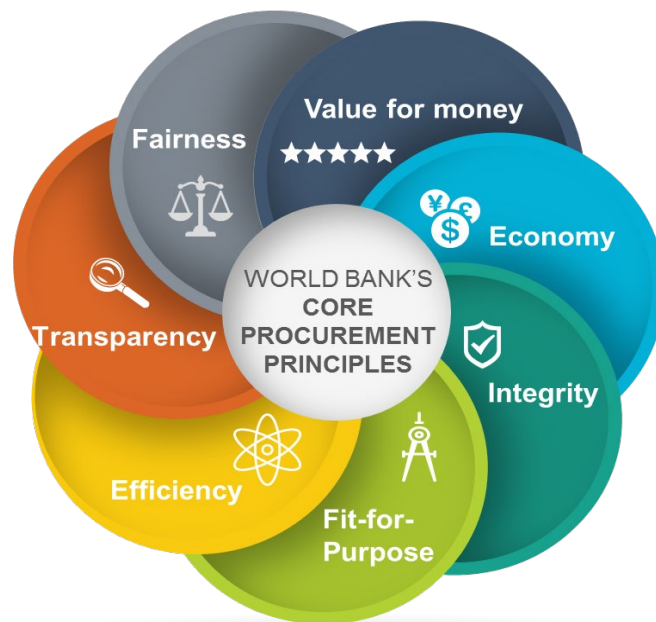 Value for money
Fairness
¥
£
$
Economy
WORLD BANK'S
CORE
PROCUREMENT
PRINCIPLES
Transparency
Integrity
Efficiency
Fit-for-
Purpose